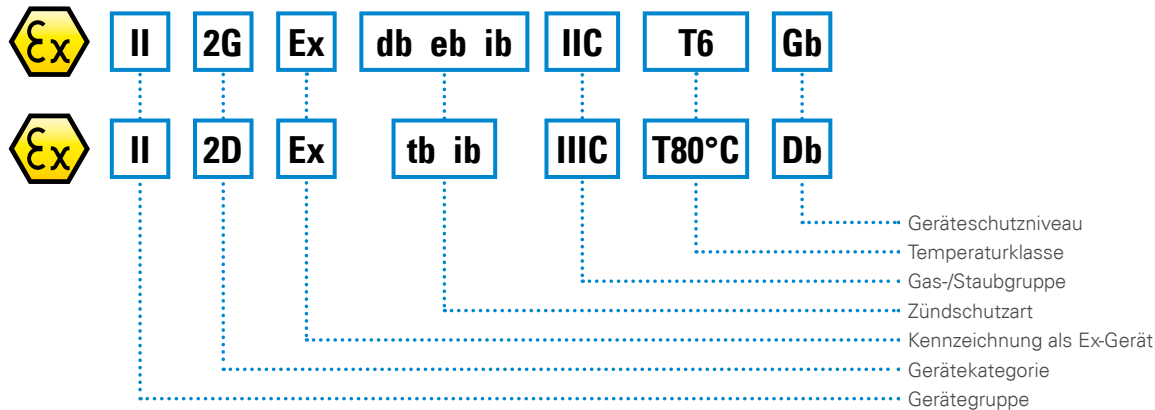 Ex II 2G Ex db eb ib IIC T6 Gb
Ex II 2D Ex tb ib IIIC T80°C Db
Geräteschutzniveau
Temperaturklasse
Gas-/Staubgruppe
Zündschutzart
Kennzeichnung als Ex-Gerät
Gerätekategorie
Gerätegruppe